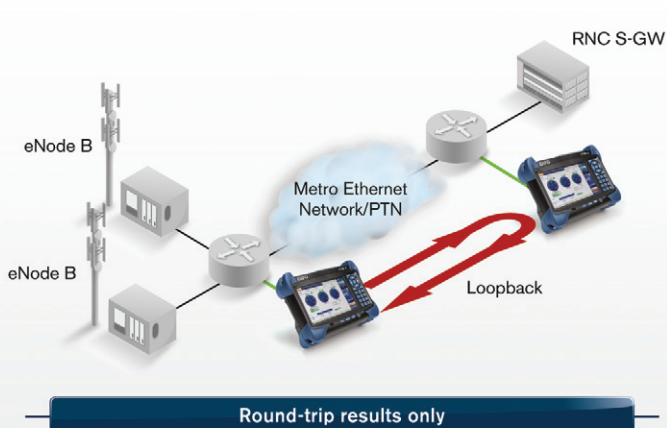 RNC S-GW
eNode B
Metro Ethernet
Network/PTN
eNode B
Loopback
Round-trip results only